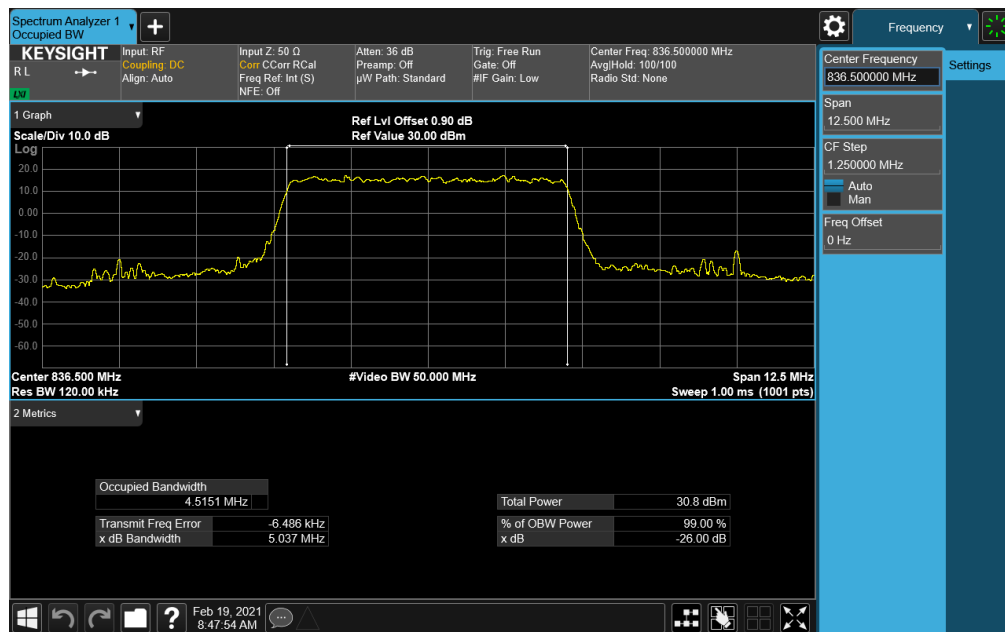 Spectrum Analyzer 1
Occupied BW
Frequency
KEYSIGHT
R L
LXI
Input: RF
Coupling: DC
Align: Auto
Input Z: 50 Ω
Corr CCorr RCal
Freq Ref: Int (S)
NFE: Off
Atten: 36 dB
Preamp: Off
µW Path: Standard
Trig: Free Run
Gate: Off
#IF Gain: Low
Center Freq: 836.500000 MHz
Avg|Hold: 100/100
Radio Std: None
Center Frequency
836.500000 MHz
Settings
Span
12.500 MHz
CF Step
1.250000 MHz
Auto
Man
Freq Offset
0 Hz
1 Graph
Scale/Div 10.0 dB
Ref Lvl Offset 0.90 dB
Ref Value 30.00 dBm
Log
20.0
10.0
0.00
-10.0
-20.0
-30.0
-40.0
-50.0
-60.0
Center 836.500 MHz
#Video BW 50.000 MHz
Span 12.5 MHz
Res BW 120.00 kHz
Sweep 1.00 ms (1001 pts)
2 Metrics
Occupied Bandwidth
4.5151 MHz
Total Power 30.8 dBm
Transmit Freq Error -6.486 kHz
% of OBW Power 99.00 %
x dB Bandwidth 5.037 MHz
x dB -26.00 dB
?
Feb 19, 2021
8:47:54 AM